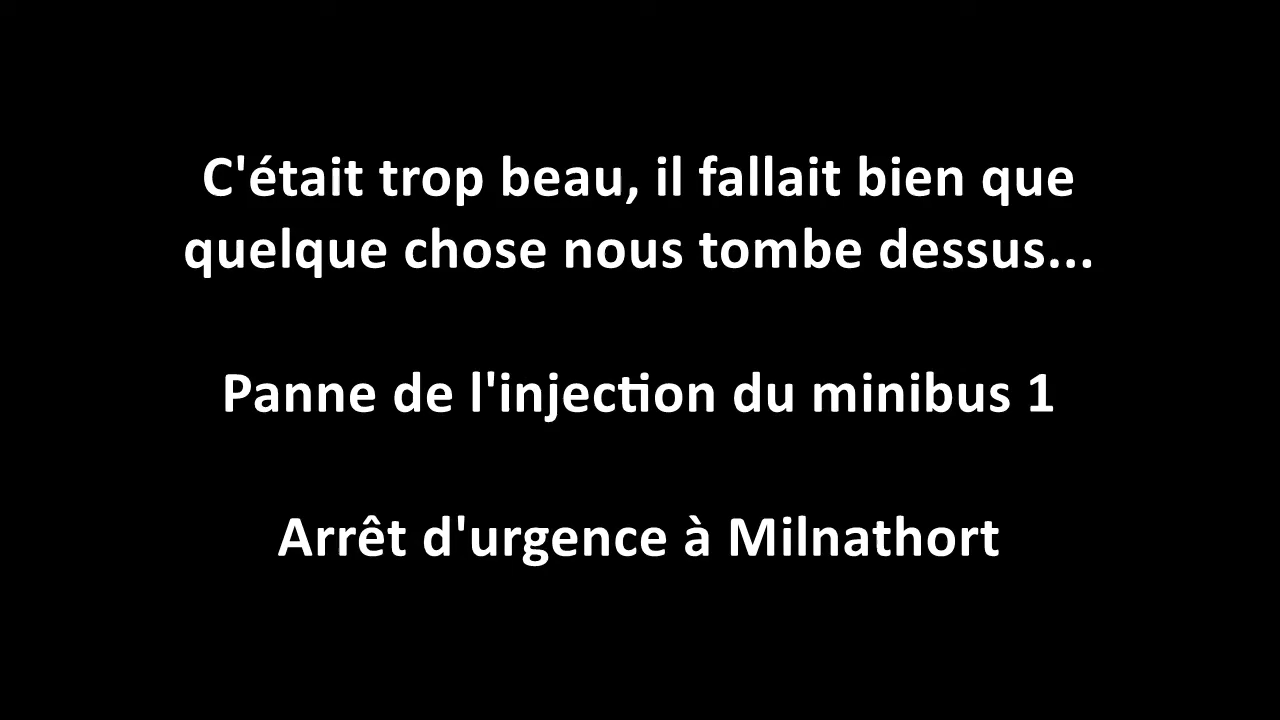 C'était trop beau, il fallait bien que
quelque chose nous tombe dessus...
Panne de l'injection du minibus 1
Arrêt d'urgence à Milnathort